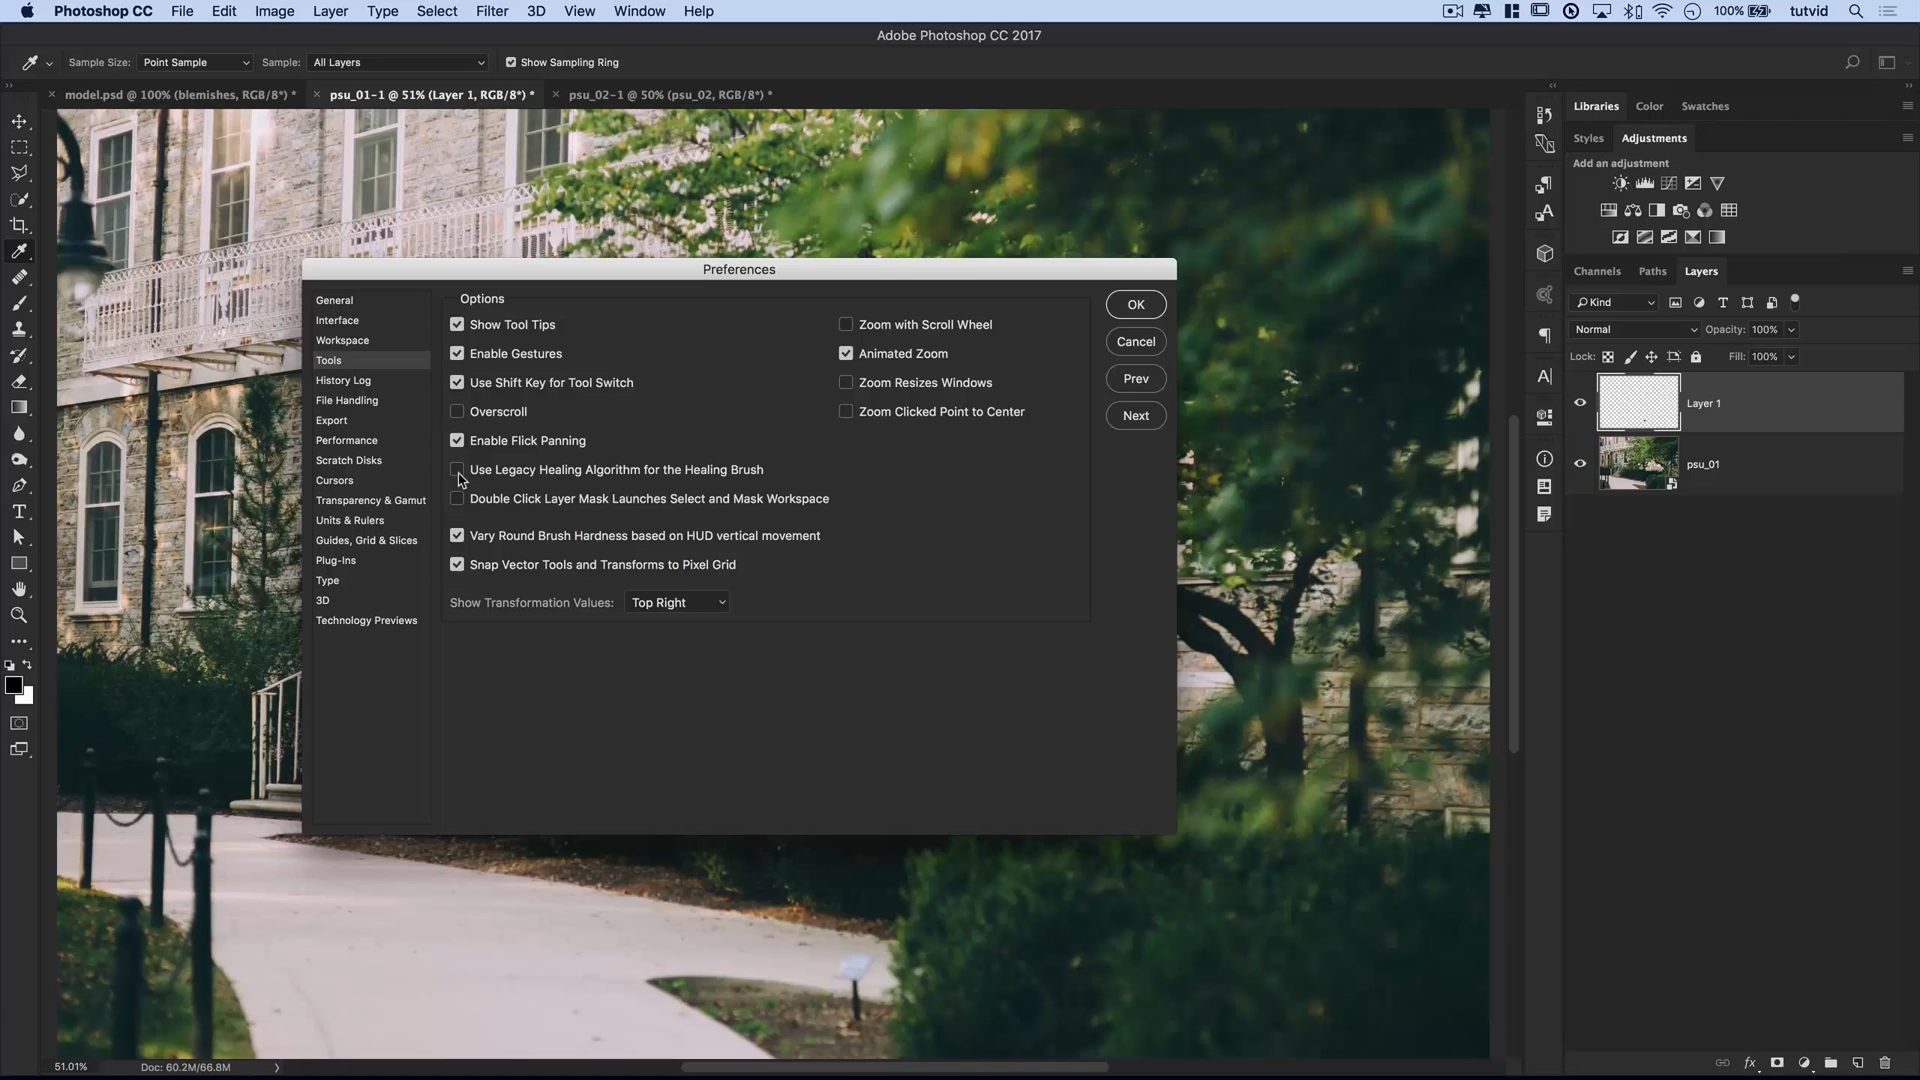 Photoshop CC File Edit Image Layer Type Select Filter 3D View Window Help 100% tutvid
Adobe Photoshop CC 2017
Sample Size: Point Sample Sample: All Layers Show Sampling Ring
model.psd @ 100% (blemishes, RGB/8*) * psu_01-1 @ 51% (Layer 1, RGB/8*) * psu_02-1 @ 50% (psu_02, RGB/8*) *
Libraries Color Swatches
Styles Adjustments
Add an adjustment
Channels Paths Layers
Kind
Normal Opacity: 100%
Lock: Fill: 100%
Layer 1
psu_01
Preferences
General
Interface
Workspace
Tools
History Log
File Handling
Export
Performance
Scratch Disks
Cursors
Transparency & Gamut
Units & Rulers
Guides, Grid & Slices
Plug-Ins
Type
3D
Technology Previews
Options
Show Tool Tips
Enable Gestures
Use Shift Key for Tool Switch
Overscroll
Enable Flick Panning
Use Legacy Healing Algorithm for the Healing Brush
Double Click Layer Mask Launches Select and Mask Workspace
Vary Round Brush Hardness based on HUD vertical movement
Snap Vector Tools and Transforms to Pixel Grid
Show Transformation Values: Top Right
Zoom with Scroll Wheel
Animated Zoom
Zoom Resizes Windows
Zoom Clicked Point to Center
OK
Cancel
Prev
Next
51.01% Doc: 60.2M/66.8M